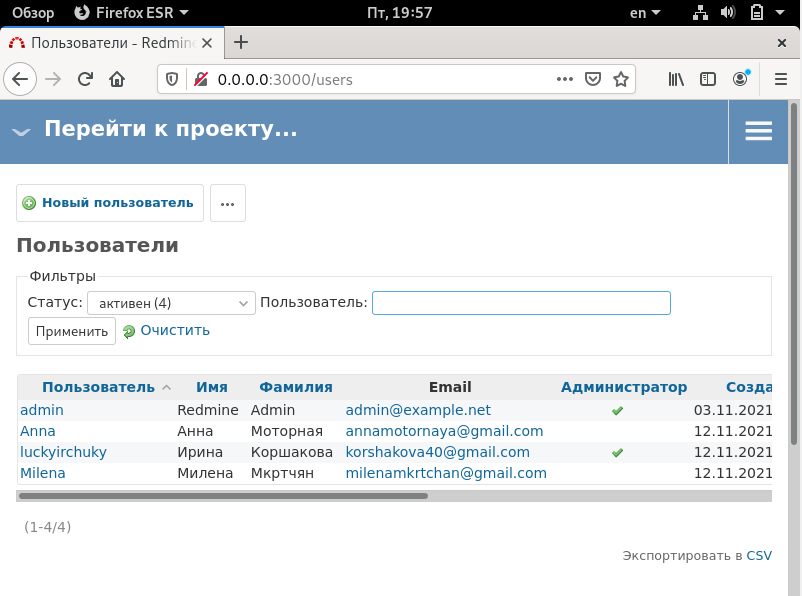 Обзор Firefox ESR Пт, 19:57 en
Пользователи - Redmin
0.0.0.0:3000/users
Перейти к проекту...
Новый пользователь ...
Пользователи
Фильтры
Статус: активен (4) Пользователь:
Применить Очистить
Пользователь Имя Фамилия Email Администратор Созда
admin Redmine Admin admin@example.net 03.11.2021
Anna Анна Моторная annamotornaya@gmail.com 12.11.2021
luckyirchuky Ирина Коршакова korshakova40@gmail.com 12.11.2021
Milena Милена Мкртчян milenamkrtchan@gmail.com 12.11.2021
(1-4/4)
Экспортировать в CSV